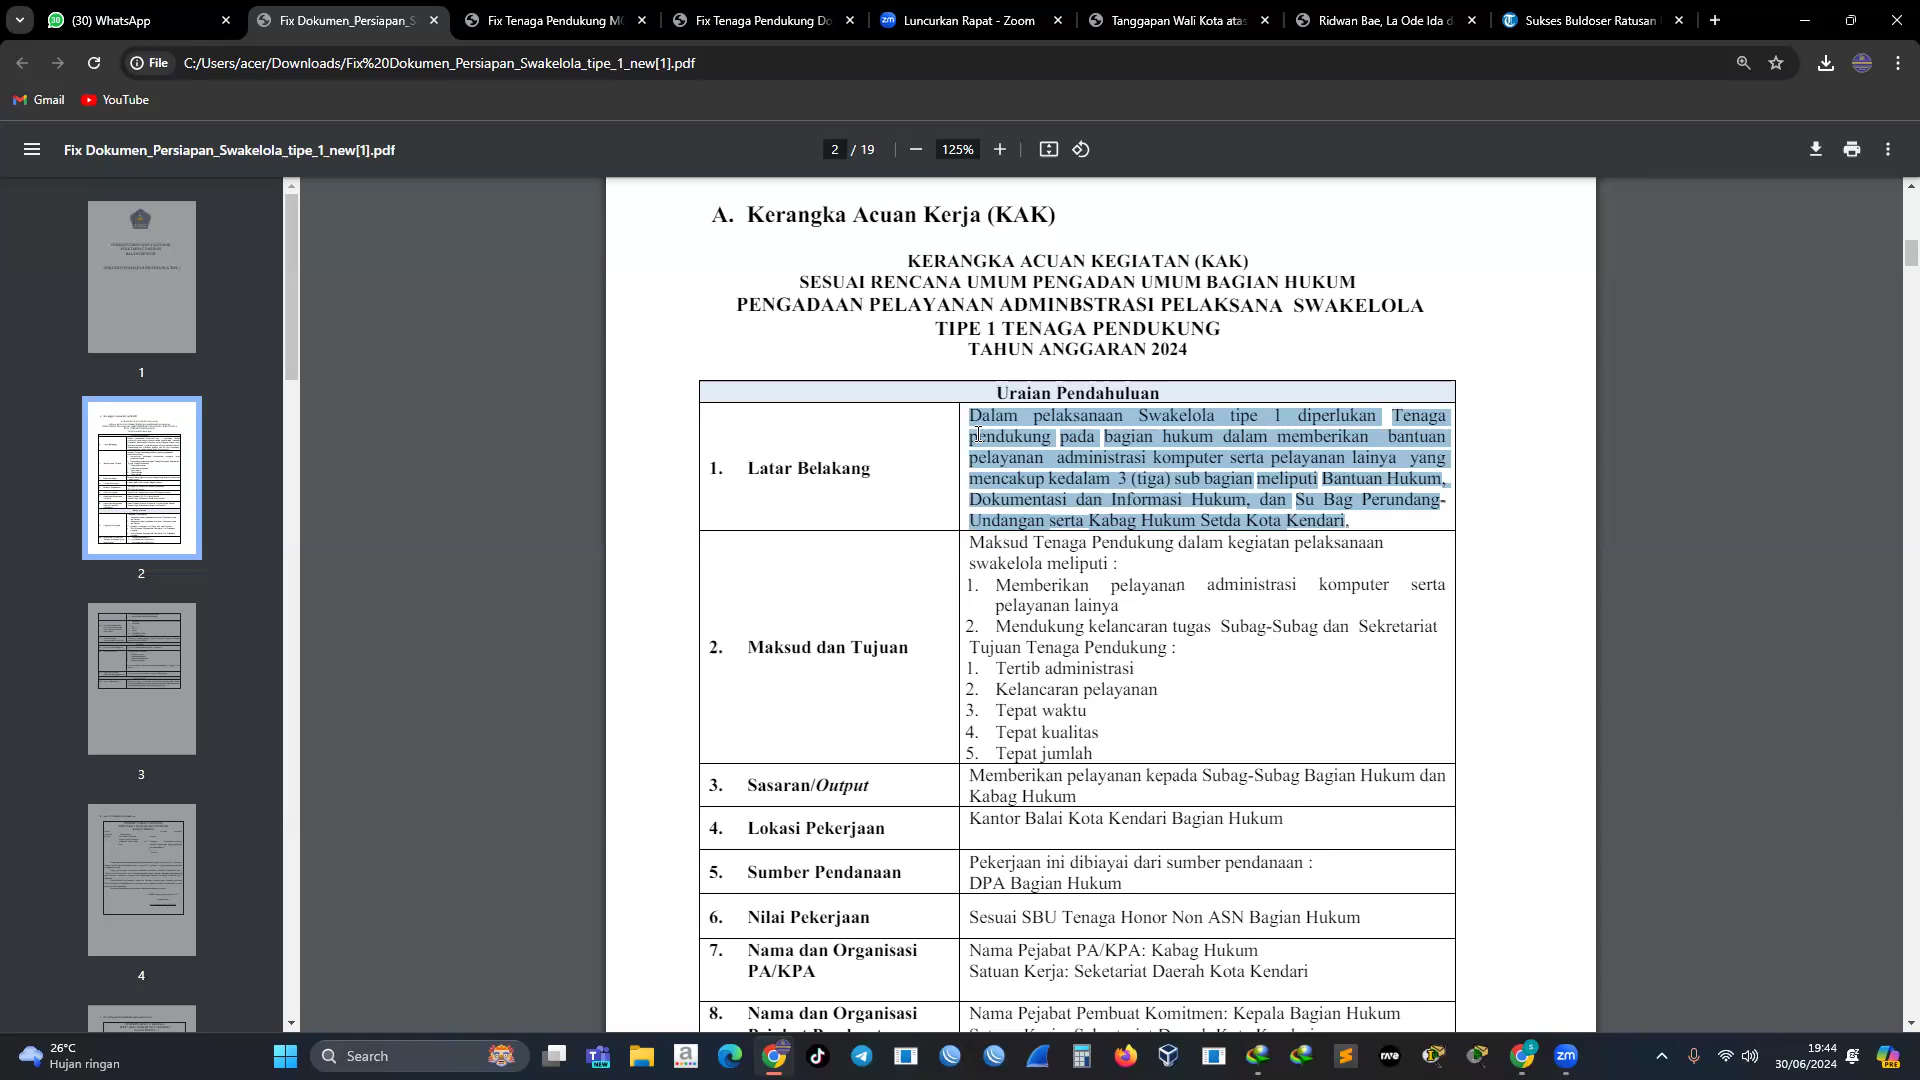 (30) WhatsApp
Fix Dokumen_Persiapan_S
Fix Tenaga Pendukung M
Fix Tenaga Pendukung Do
Luncurkan Rapat - Zoom
Tanggapan Wali Kota atas
Ridwan Bae, La Ode Ida d
Sukses Buldoser Ratusan
File
C:/Users/acer/Downloads/Fix%20Dokumen_Persiapan_Swakelola_tipe_1_new[1].pdf
Gmail
YouTube
Fix Dokumen_Persiapan_Swakelola_tipe_1_new[1].pdf
2 / 19
125%
1
2
3
4
A. Kerangka Acuan Kerja (KAK)
KERANGKA ACUAN KEGIATAN (KAK)
SESUAI RENCANA UMUM PENGADAN UMUM BAGIAN HUKUM
PENGADAAN PELAYANAN ADMINBSTRASI PELAKSANA SWAKELOLA
TIPE 1 TENAGA PENDUKUNG
TAHUN ANGGARAN 2024
Uraian Pendahuluan
1. Latar Belakang
Dalam pelaksanaan Swakelola tipe 1 diperlukan Tenaga
pendukung pada bagian hukum dalam memberikan bantuan
pelayanan administrasi komputer serta pelayanan lainya yang
mencakup kedalam 3 (tiga) sub bagian meliputi Bantuan Hukum,
Dokumentasi dan Informasi Hukum, dan Su Bag Perundang-
Undangan serta Kabag Hukum Setda Kota Kendari,
2. Maksud dan Tujuan
Maksud Tenaga Pendukung dalam kegiatan pelaksanaan
swakelola meliputi :
1. Memberikan pelayanan administrasi komputer serta
pelayanan lainya
2. Mendukung kelancaran tugas Subag-Subag dan Sekretariat
Tujuan Tenaga Pendukung :
1. Tertib administrasi
2. Kelancaran pelayanan
3. Tepat waktu
4. Tepat kualitas
5. Tepat jumlah
3. Sasaran/Output
Memberikan pelayanan kepada Subag-Subag Bagian Hukum dan
Kabag Hukum
4. Lokasi Pekerjaan
Kantor Balai Kota Kendari Bagian Hukum
5. Sumber Pendanaan
Pekerjaan ini dibiayai dari sumber pendanaan :
DPA Bagian Hukum
6. Nilai Pekerjaan
Sesuai SBU Tenaga Honor Non ASN Bagian Hukum
7. Nama dan Organisasi
PA/KPA
Nama Pejabat PA/KPA: Kabag Hukum
Satuan Kerja: Seketariat Daerah Kota Kendari
8. Nama dan Organisasi
Nama Pejabat Pembuat Komitmen: Kepala Bagian Hukum
26°C
Hujan ringan
Search
19:44
30/06/2024